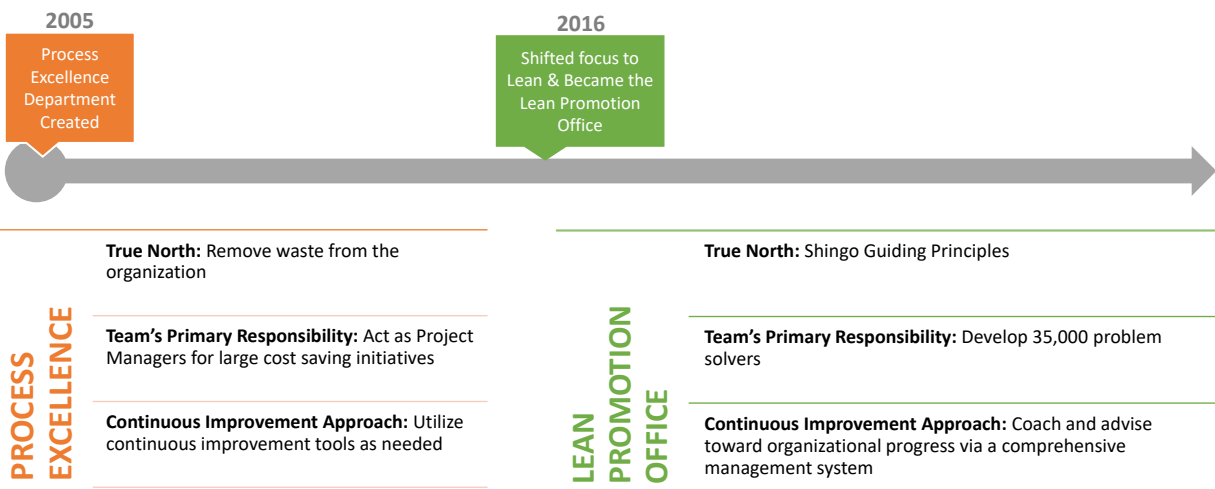 2005
Process
Excellence
Department
Created
2016
Shifted focus to
Lean & Became the
Lean Promotion
Office
PROCESS
EXCELLENCE
True North: Remove waste from the
organization
Team’s Primary Responsibility: Act as Project
Managers for large cost saving initiatives
Continuous Improvement Approach: Utilize
continuous improvement tools as needed
LEAN
PROMOTION
OFFICE
True North: Shingo Guiding Principles
Team’s Primary Responsibility: Develop 35,000 problem
solvers
Continuous Improvement Approach: Coach and advise
toward organizational progress via a comprehensive
management system